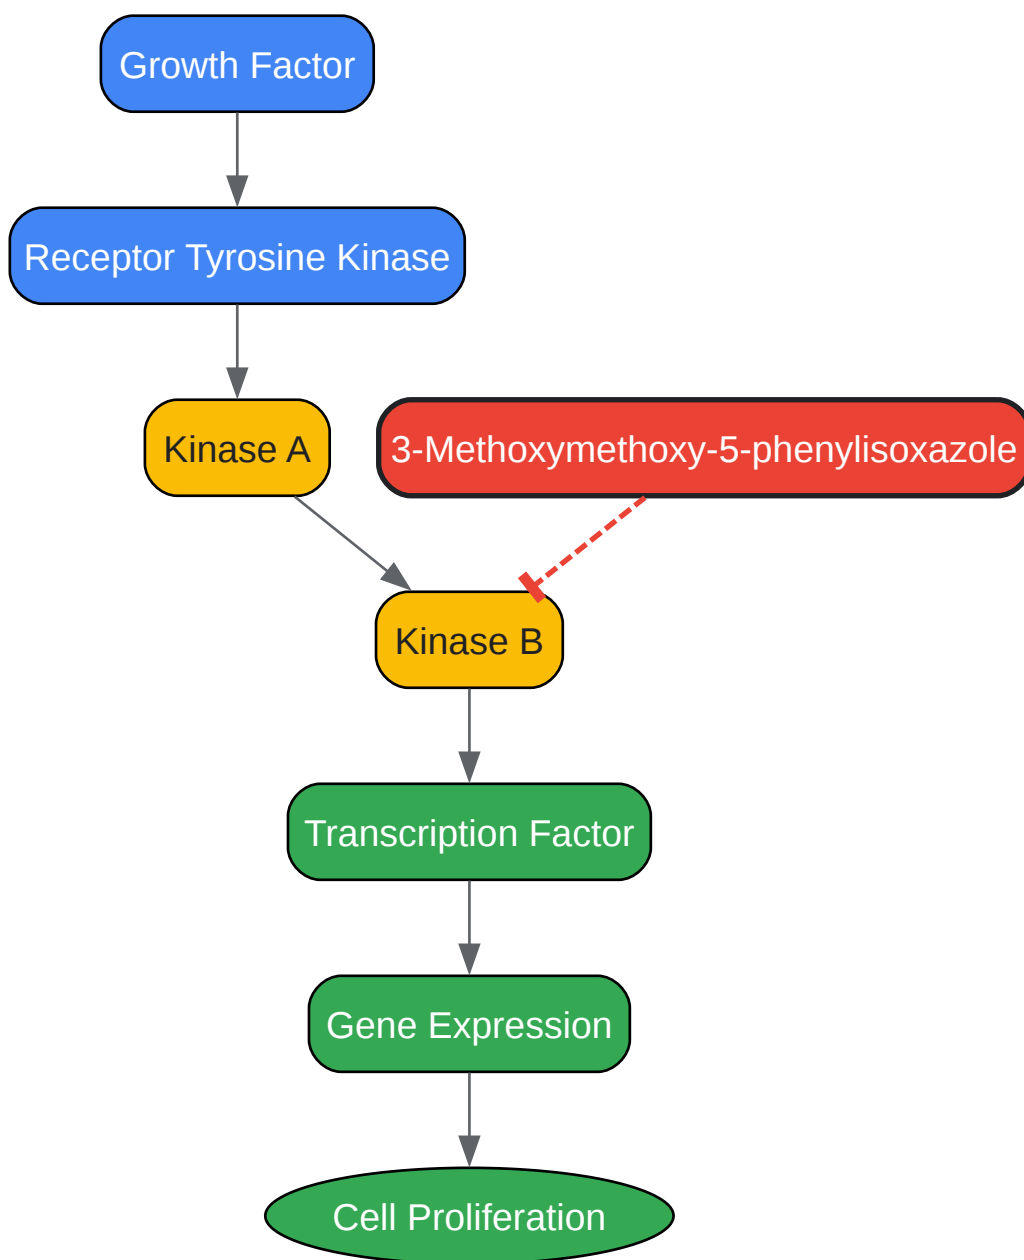 Growth Factor
Receptor Tyrosine Kinase
Kinase A
3-Methoxymethoxy-5-phenylisoxazole
Kinase B
Transcription Factor
Gene Expression
Cell Proliferation